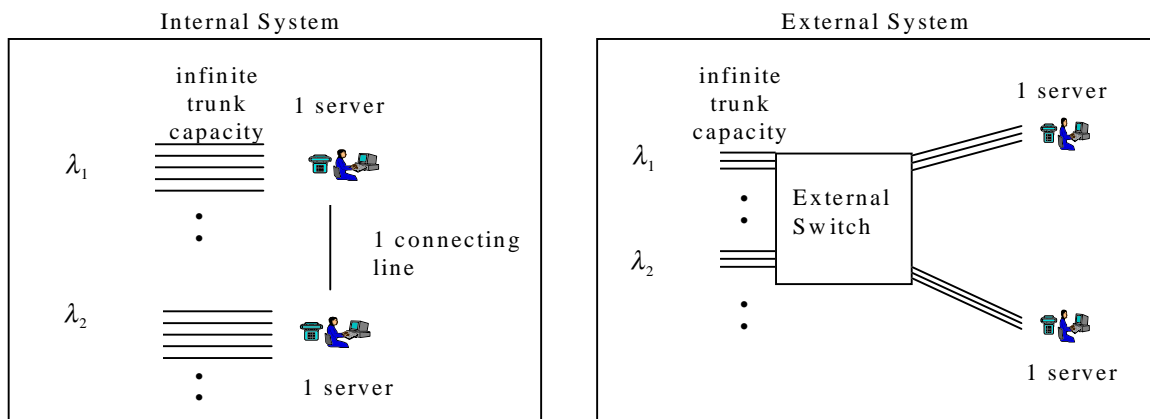 Internal System
infinite
trunk
capacity
1 server
λ1
1 connecting
line
λ2
1 server
External System
infinite
trunk
capacity
1 server
λ1
External
Switch
λ2
1 server